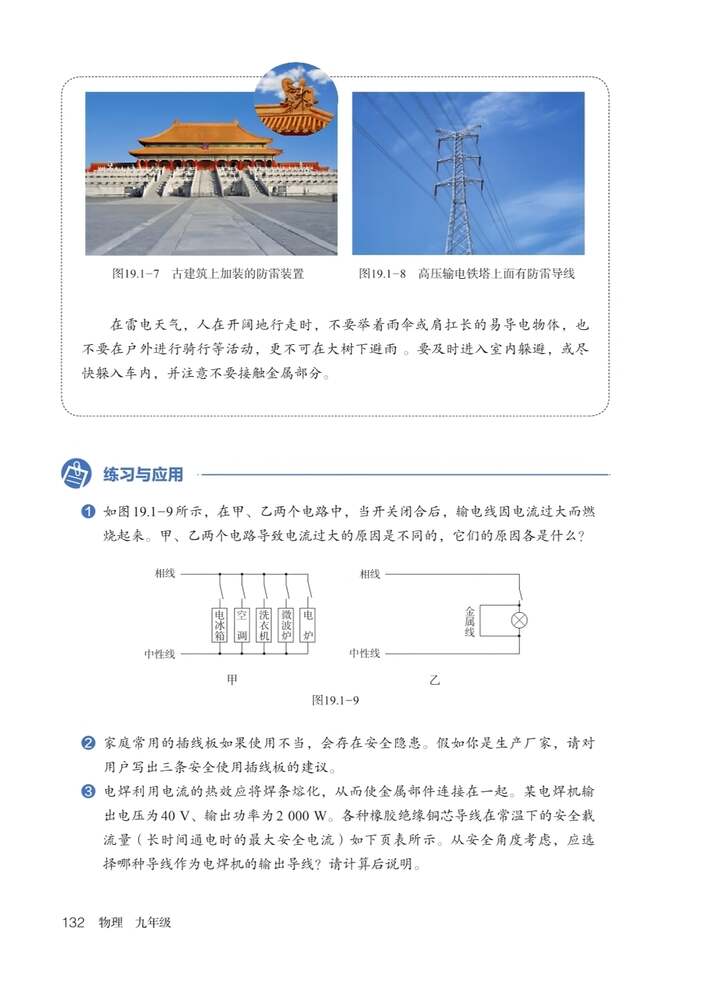 图19.1-7 古建筑上加装的防雷装置
图19.1-8 高压输电铁塔上面有防雷导线
在雷电天气，人在开阔地行走时，不要举着雨伞或肩扛长的易导电物体，也
不要在户外进行骑行等活动，更不可在大树下避雨 。要及时进入室内躲避，或尽
快躲入车内，并注意不要接触金属部分。
练习与应用
1 如图19.1-9所示，在甲、乙两个电路中，当开关闭合后，输电线因电流过大而燃
烧起来。甲、乙两个电路导致电流过大的原因是不同的，它们的原因各是什么？
相线
电冰箱
空调
洗衣机
微波炉
电炉
中性线
甲
相线
金属线
中性线
乙
图19.1-9
2 家庭常用的插线板如果使用不当，会存在安全隐患。假如你是生产厂家，请对
用户写出三条安全使用插线板的建议。
3 电焊利用电流的热效应将焊条熔化，从而使金属部件连接在一起。某电焊机输
出电压为40 V、输出功率为2 000 W。各种橡胶绝缘铜芯导线在常温下的安全载
流量（长时间通电时的最大安全电流）如下页表所示。从安全角度考虑，应选
择哪种导线作为电焊机的输出导线？请计算后说明。
132 物理 九年级